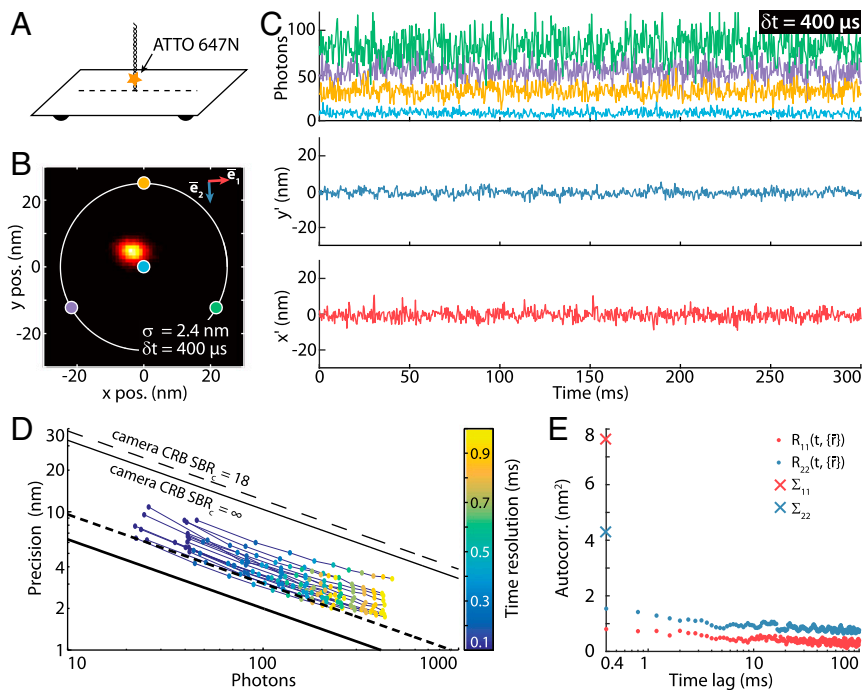 A
ATTO 647N
B
ē₂
ē₁
20
0
-20
y pos. (nm)
σ = 2.4 nm
δt = 400 µs
-20
0
20
x pos. (nm)
C
δt = 400 µs
100
50
0
Photons
20
0
-20
y' (nm)
20
0
-20
x' (nm)
0
50
100
150
200
250
300
Time (ms)
D
30
20
10
4
2
1
Precision (nm)
camera CRB SBR_c = 18
camera CRB SBR_c = ∞
10
100
1000
Photons
0.9
0.7
0.5
0.3
0.1
Time resolution (ms)
E
8
6
4
2
0
Autocorr. (nm²)
R₁₁(t, {r̄})
R₂₂(t, {r̄})
Σ₁₁
Σ₂₂
0.4
1
10
100
Time lag (ms)